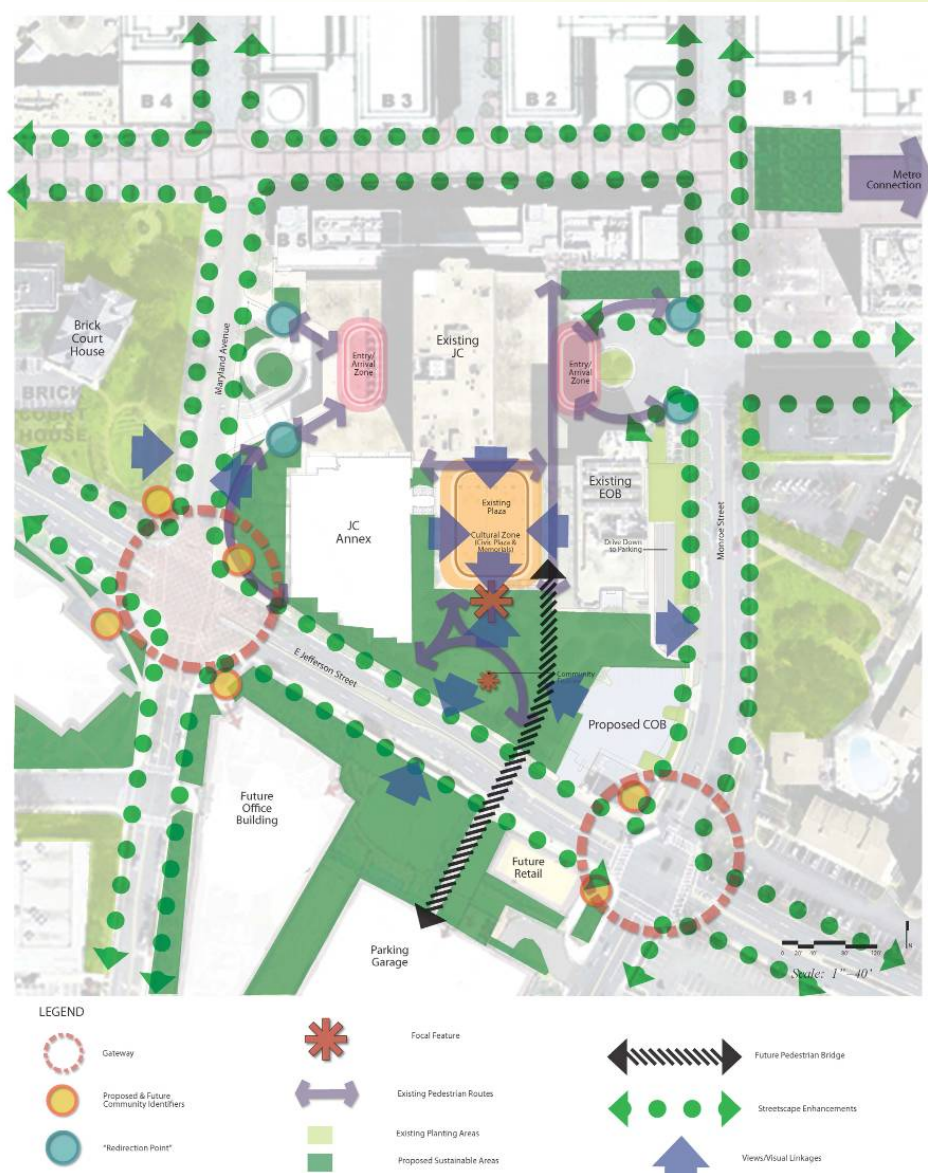 B 4
B 3
B 2
B 1
Metro
Connection
B 5
Brick
Court
House
BRICK
COURT
HOUSE
Maryland Avenue
Entry/
Arrival
Zone
Existing
JC
Entry/
Arrival
Zone
JC
Annex
Existing
Plaza
Cultural Zone
(Civic Plaza &
Memorials)
Existing
EOB
Drive Down
to Parking
Monroe Street
E Jefferson Street
Community
Proposed COB
Future
Office
Building
Future
Retail
Parking
Garage
N
Scale: 1"=40'
LEGEND
Gateway
Proposed & Future
Community Identifiers
"Redirection Point"
Focal Feature
Existing Pedestrian Routes
Existing Planting Areas
Proposed Sustainable Areas
Future Pedestrian Bridge
Streetscape Enhancements
Views/Visual Linkages